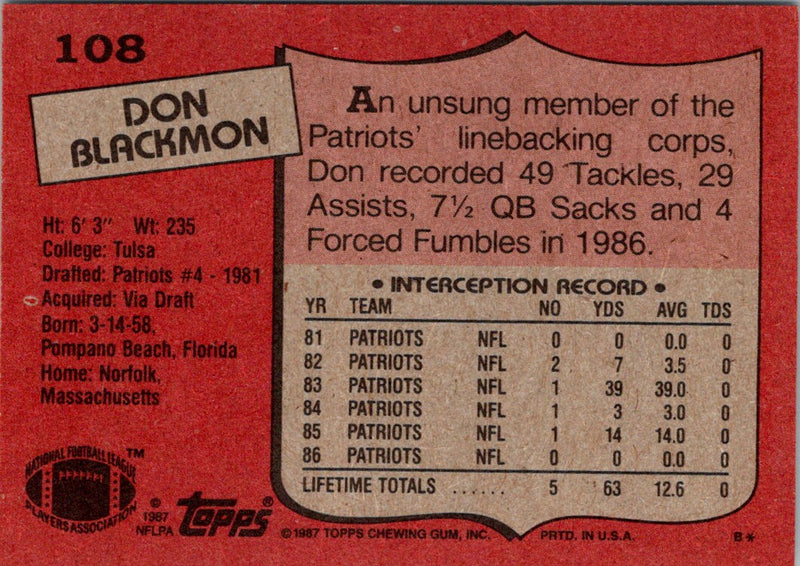 108
DON
BLACKMON
Ht: 6' 3" Wt: 235
College: Tulsa
Drafted: Patriots #4 - 1981
Acquired: Via Draft
Born: 3-14-58,
Pompano Beach, Florida
Home: Norfolk,
Massachusetts
An unsung member of the
Patriots' linebacking corps,
Don recorded 49 Tackles, 29
Assists, 7½ QB Sacks and 4
Forced Fumbles in 1986.
• INTERCEPTION RECORD •
YR TEAM NO YDS AVG TDS
81 PATRIOTS NFL 0 0 0.0 0
82 PATRIOTS NFL 2 7 3.5 0
83 PATRIOTS NFL 1 39 39.0 0
84 PATRIOTS NFL 1 3 3.0 0
85 PATRIOTS NFL 1 14 14.0 0
86 PATRIOTS NFL 0 0 0.0 0
LIFETIME TOTALS ...... 5 63 12.6 0
NATIONAL FOOTBALL LEAGUE
PLAYERS ASSOCIATION
TM
©
1987
NFLPA
Topps®
© 1987 TOPPS CHEWING GUM, INC. PRTD. IN U.S.A. B*